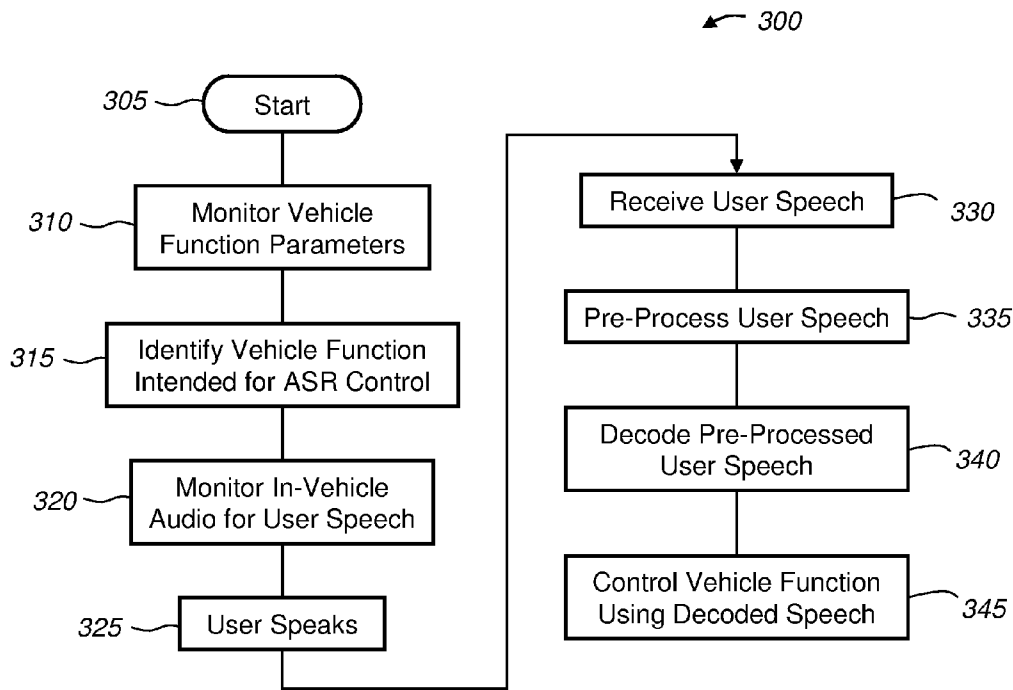 300
305
Start
310
Monitor Vehicle
Function Parameters
315
Identify Vehicle Function
Intended for ASR Control
320
Monitor In-Vehicle
Audio for User Speech
325
User Speaks
Receive User Speech
330
Pre-Process User Speech
335
Decode Pre-Processed
User Speech
340
Control Vehicle Function
Using Decoded Speech
345